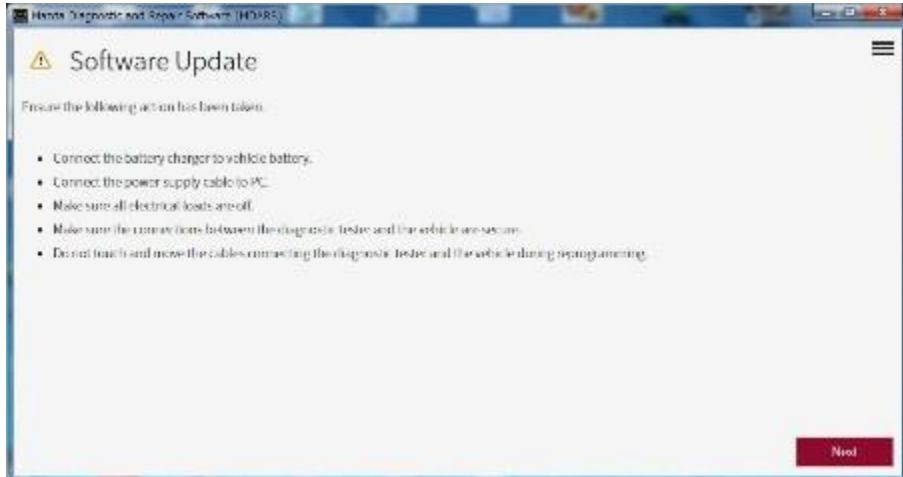 Mazda Diagnostic and Repair Software (MDARS)
Software Update
Ensure the following action has been taken.
• Connect the battery charger to vehicle battery.
• Connect the power supply cable to PC.
• Make sure all electrical loads are off.
• Make sure the connections between the diagnostic tester and the vehicle are secure.
• Do not touch and move the cables connecting the diagnostic tester and the vehicle during reprogramming.
Next